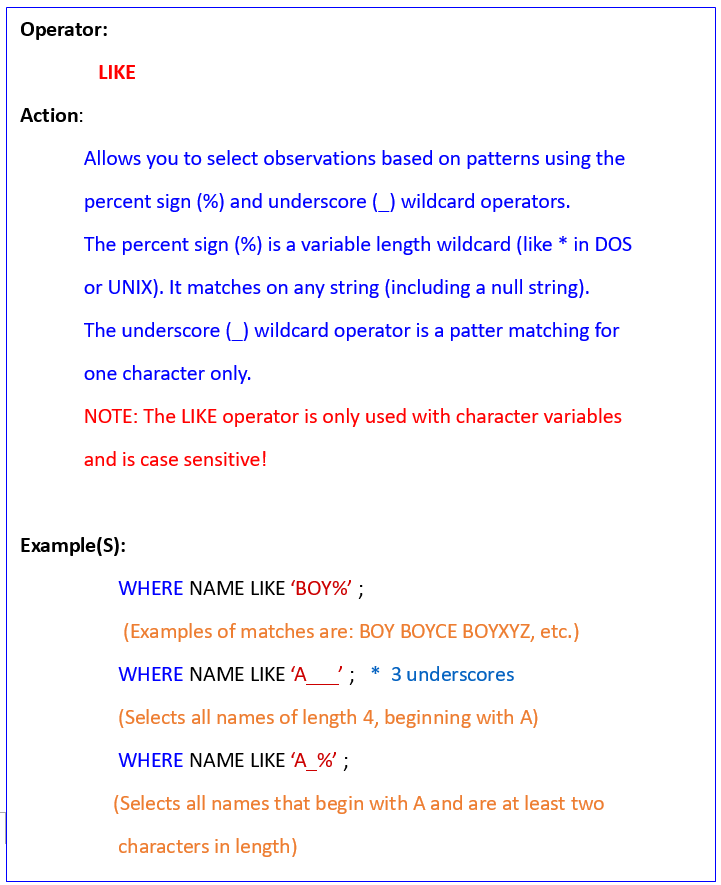 Operator:
LIKE
Action:
Allows you to select observations based on patterns using the
percent sign (%) and underscore (_) wildcard operators.
The percent sign (%) is a variable length wildcard (like * in DOS
or UNIX). It matches on any string (including a null string).
The underscore (_) wildcard operator is a patter matching for
one character only.
NOTE: The LIKE operator is only used with character variables
and is case sensitive!
Example(S):
WHERE NAME LIKE ‘BOY%’ ;
(Examples of matches are: BOY BOYCE BOYXYZ, etc.)
WHERE NAME LIKE ‘A___’ ; * 3 underscores
(Selects all names of length 4, beginning with A)
WHERE NAME LIKE ‘A_%’ ;
(Selects all names that begin with A and are at least two
characters in length)